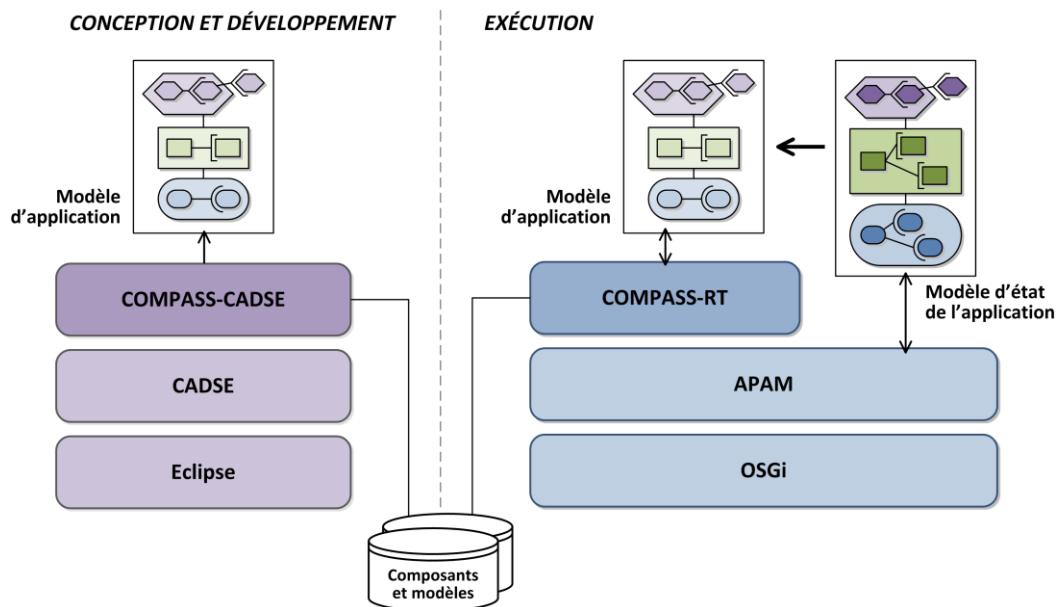 CONCEPTION ET DÉVELOPPEMENT
EXÉCUTION
Modèle
d'application
Modèle
d'application
COMPASS-CADSE
COMPASS-RT
Modèle d'état
de l'application
CADSE
APAM
Eclipse
OSGi
Composants
et modèles